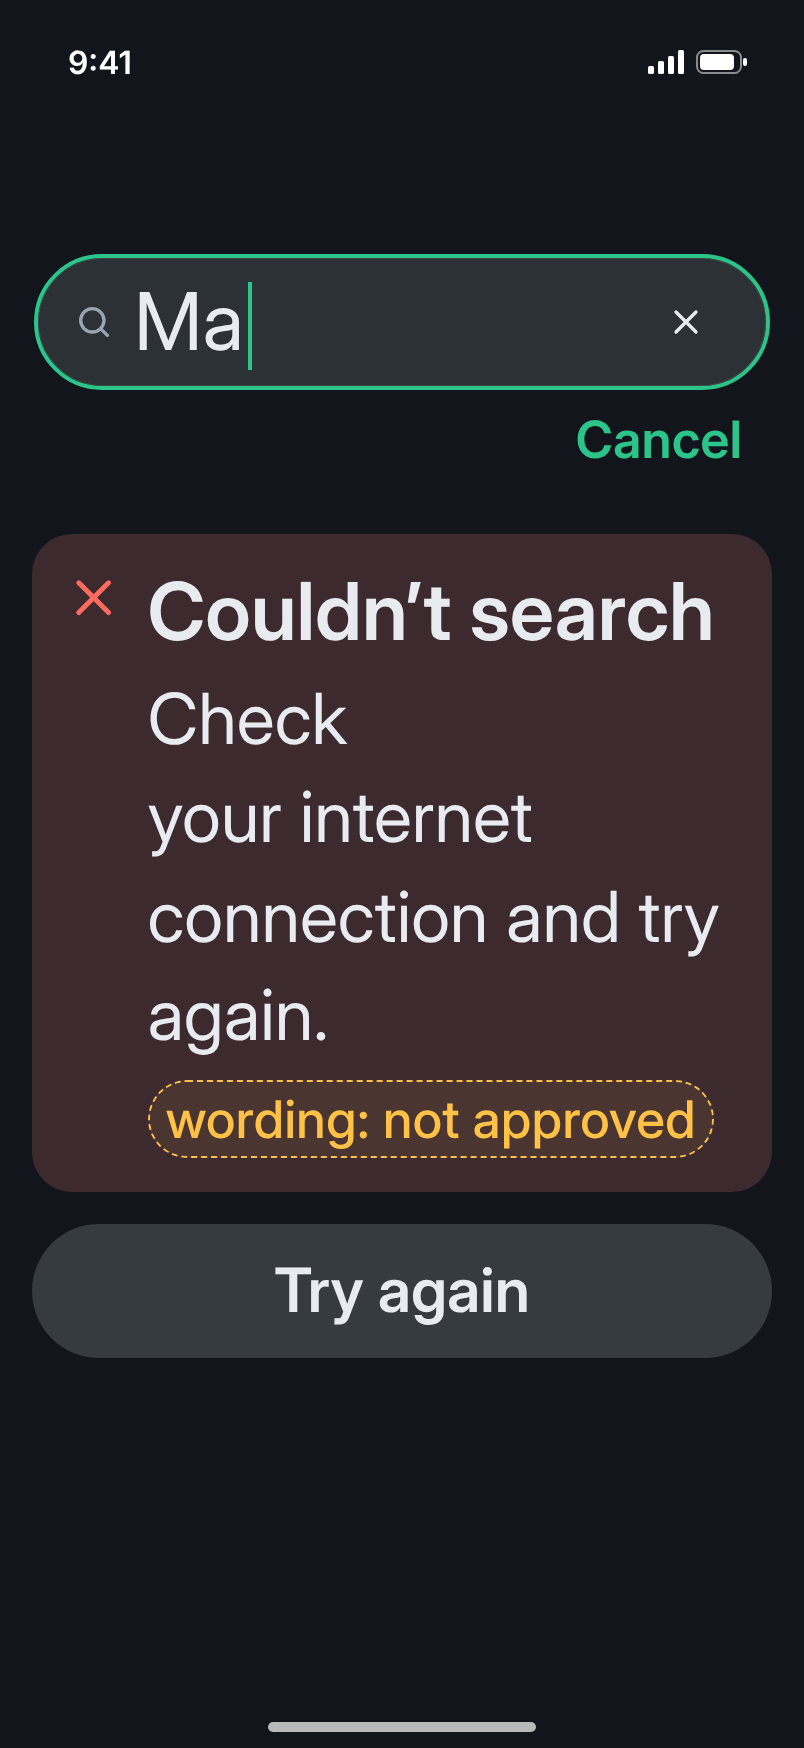 9:41
Ma
Cancel
Couldn’t search
Check
your internet
connection and try
again.
wording: not approved
Try again